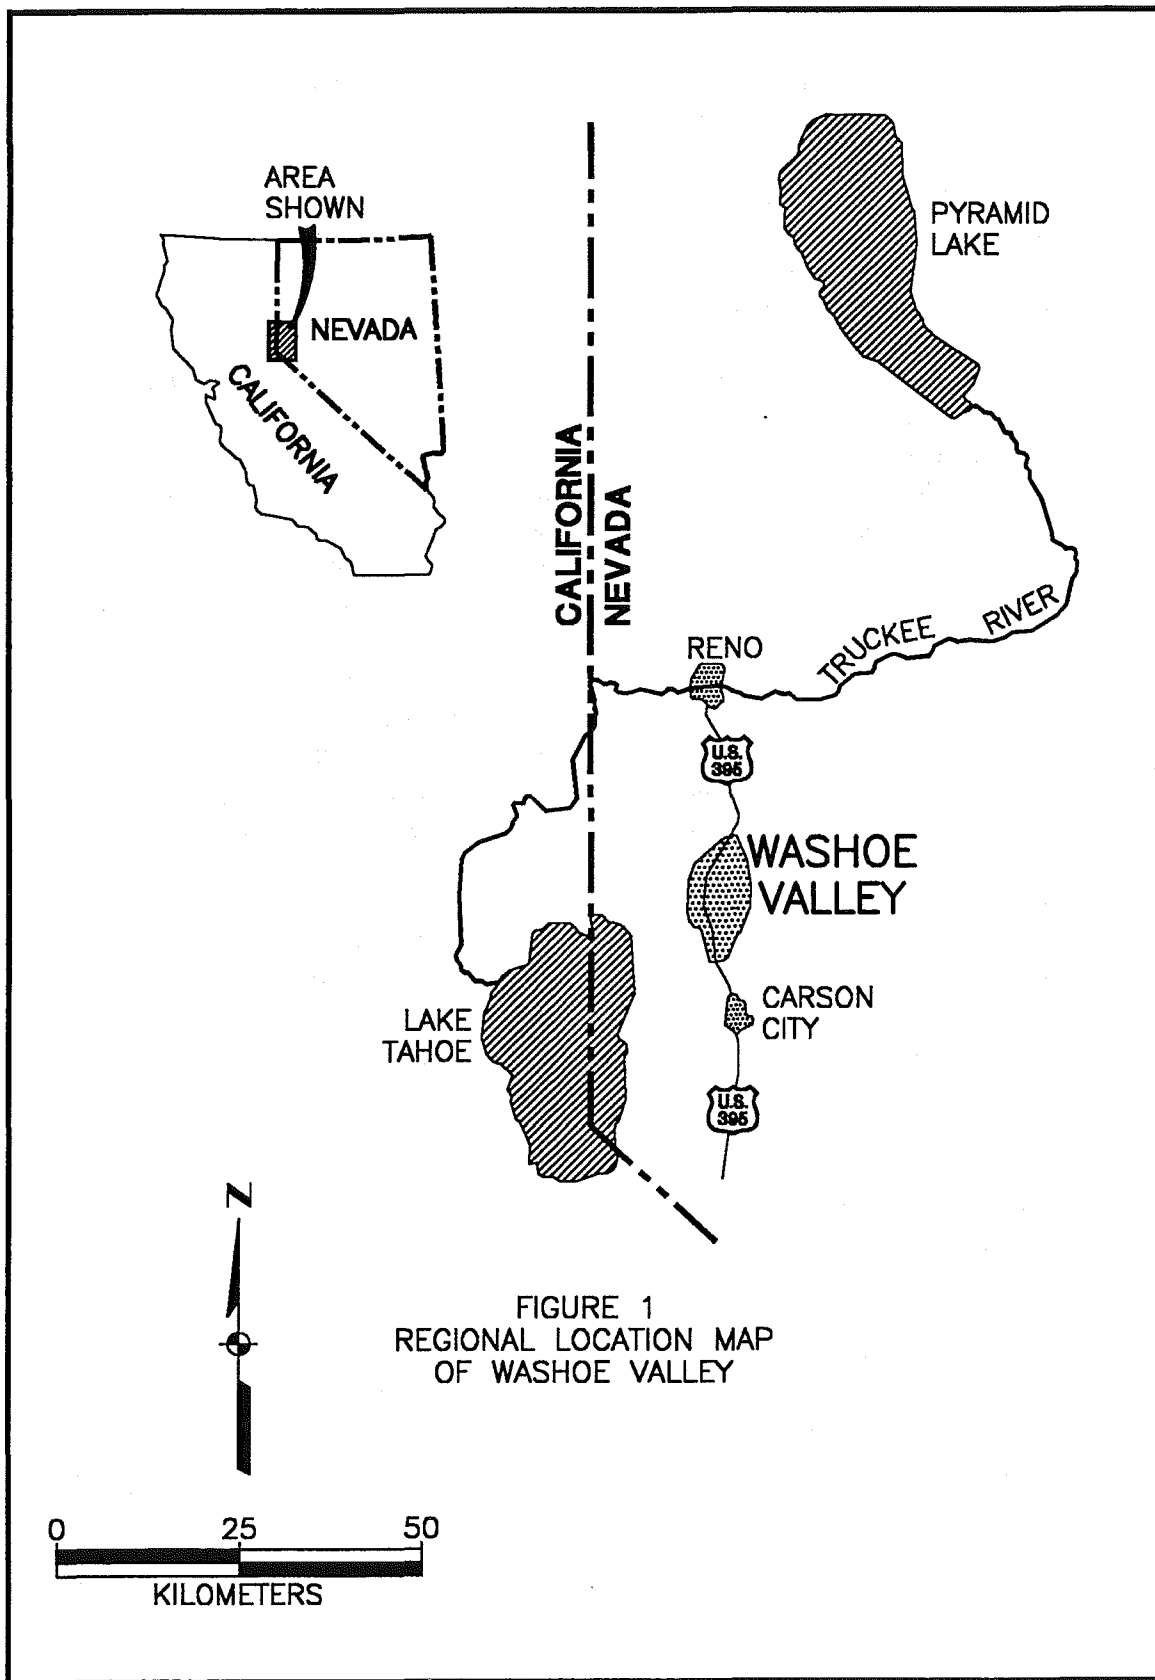 AREA
SHOWN
NEVADA
CALIFORNIA
PYRAMID
LAKE
CALIFORNIA
NEVADA
TRUCKEE RIVER
RENO
U.S.
395
WASHOE
VALLEY
CARSON
CITY
LAKE
TAHOE
U.S.
395
N
FIGURE 1
REGIONAL LOCATION MAP
OF WASHOE VALLEY
0 25 50
KILOMETERS